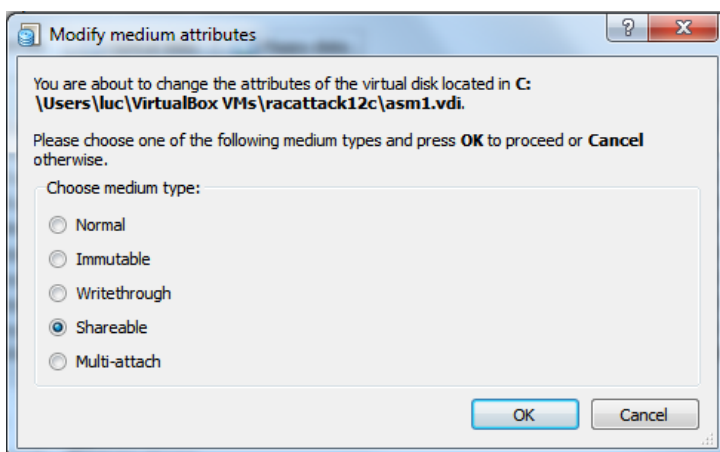 Modify medium attributes
You are about to change the attributes of the virtual disk located in C:
\Users\luc\VirtualBox VMs\racattack12c\asm1.vdi.
Please choose one of the following medium types and press OK to proceed or Cancel
otherwise.
Choose medium type:
Normal
Immutable
Writethrough
Shareable
Multi-attach
OK Cancel